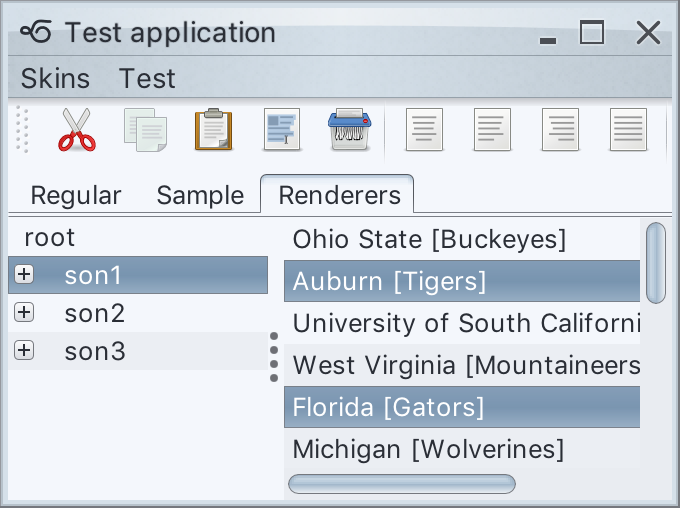 Test application
Skins Test
Regular Sample Renderers
root
son1
son2
son3
Ohio State [Buckeyes]
Auburn [Tigers]
University of South Californi
West Virginia [Mountaineers
Florida [Gators]
Michigan [Wolverines]